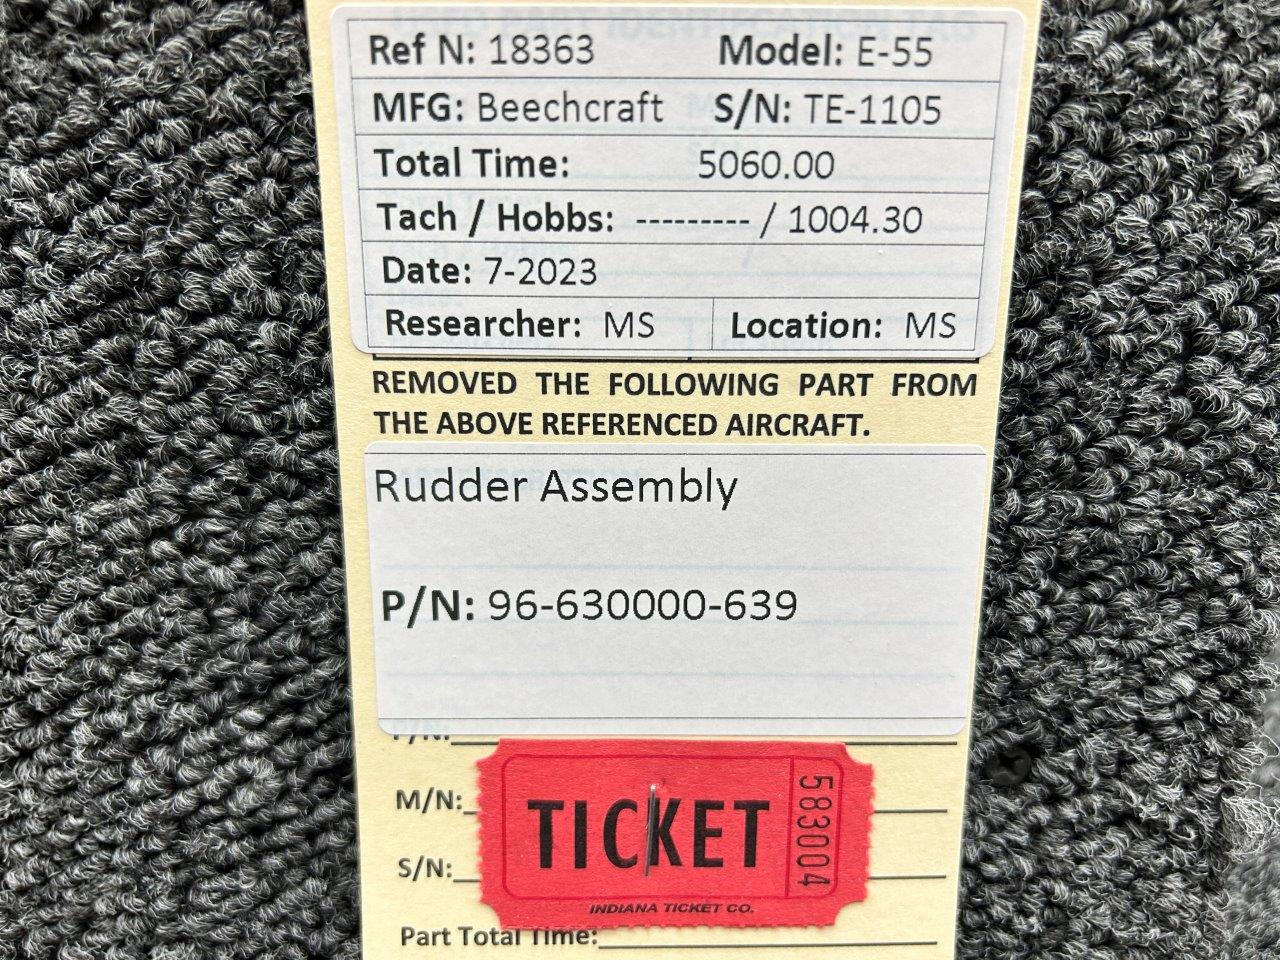 Ref N: 18363 Model: E-55
MFG: Beechcraft S/N: TE-1105
Total Time: 5060.00
Tach / Hobbs: --------- / 1004.30
Date: 7-2023
Researcher: MS Location: MS
REMOVED THE FOLLOWING PART FROM
THE ABOVE REFERENCED AIRCRAFT.
Rudder Assembly
P/N: 96-630000-639
P/N:
M/N:
TICKET 583004
S/N:
INDIANA TICKET CO.
Part Total Time: